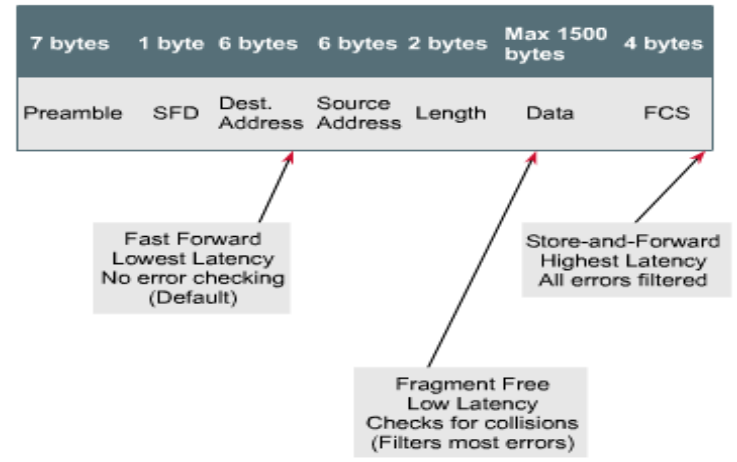 7 bytes 1 byte 6 bytes 6 bytes 2 bytes Max 1500 bytes 4 bytes
Preamble SFD Dest. Address Source Address Length Data FCS
Fast Forward
Lowest Latency
No error checking
(Default)
Store-and-Forward
Highest Latency
All errors filtered
Fragment Free
Low Latency
Checks for collisions
(Filters most errors)